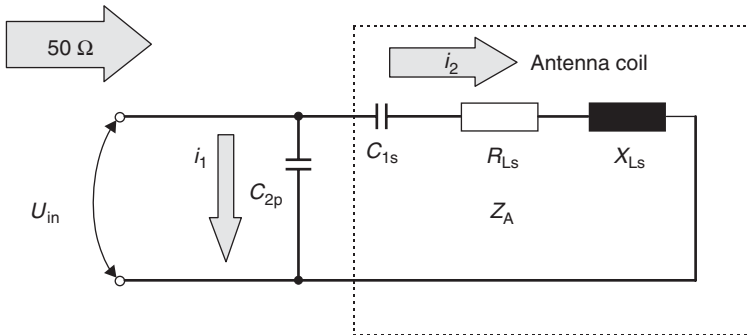 50 Ω
i2
Antenna coil
i1
C1s
RLs
XLs
C2p
Uin
ZA